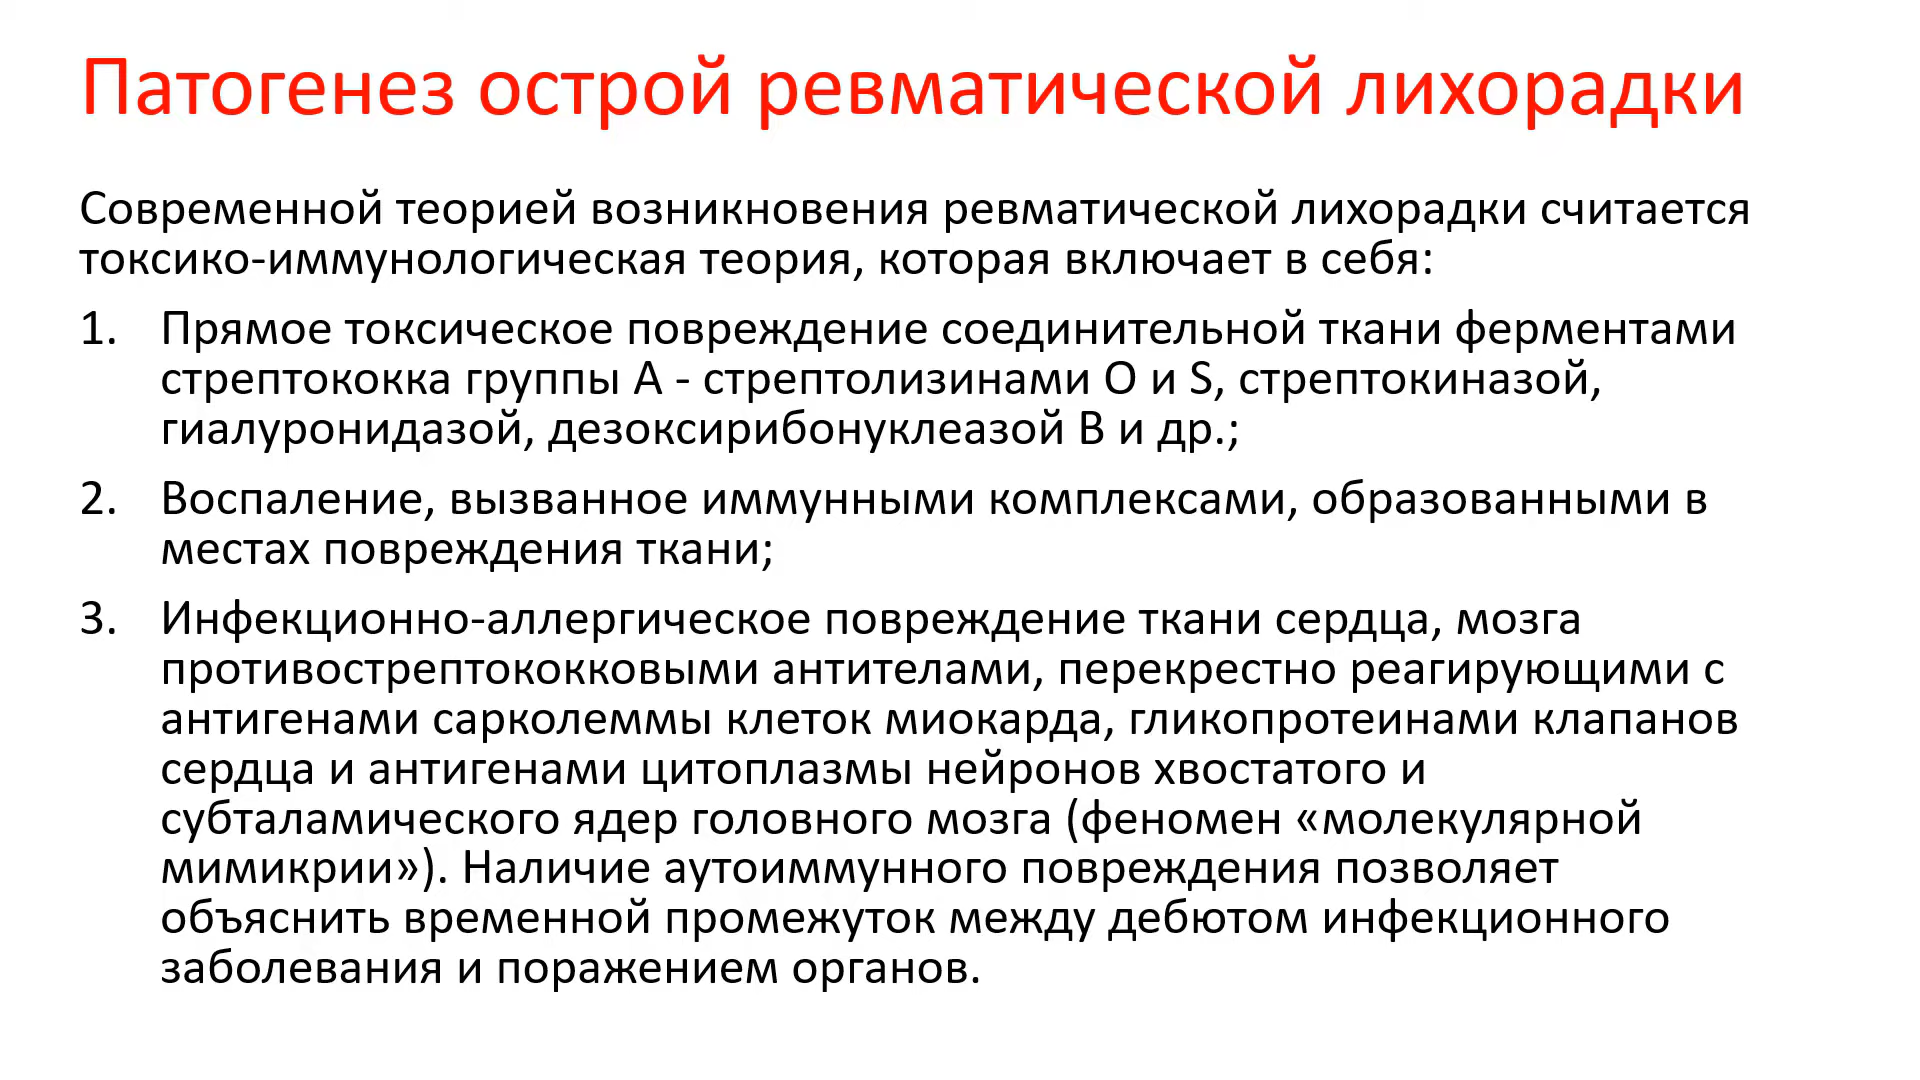 Патогенез острой ревматической лихорадки
Современной теорией возникновения ревматической лихорадки считается
токсико-иммунологическая теория, которая включает в себя:
1. Прямое токсическое повреждение соединительной ткани ферментами
стрептококка группы А - стрептолизинами О и S, стрептокиназой,
гиалуронидазой, дезоксирибонуклеазой В и др.;
2. Воспаление, вызванное иммунными комплексами, образованными в
местах повреждения ткани;
3. Инфекционно-аллергическое повреждение ткани сердца, мозга
противострептококковыми антителами, перекрестно реагирующими с
антигенами сарколеммы клеток миокарда, гликопротеинами клапанов
сердца и антигенами цитоплазмы нейронов хвостатого и
субталамического ядер головного мозга (феномен «молекулярной
мимикрии»). Наличие аутоиммунного повреждения позволяет
объяснить временной промежуток между дебютом инфекционного
заболевания и поражением органов.